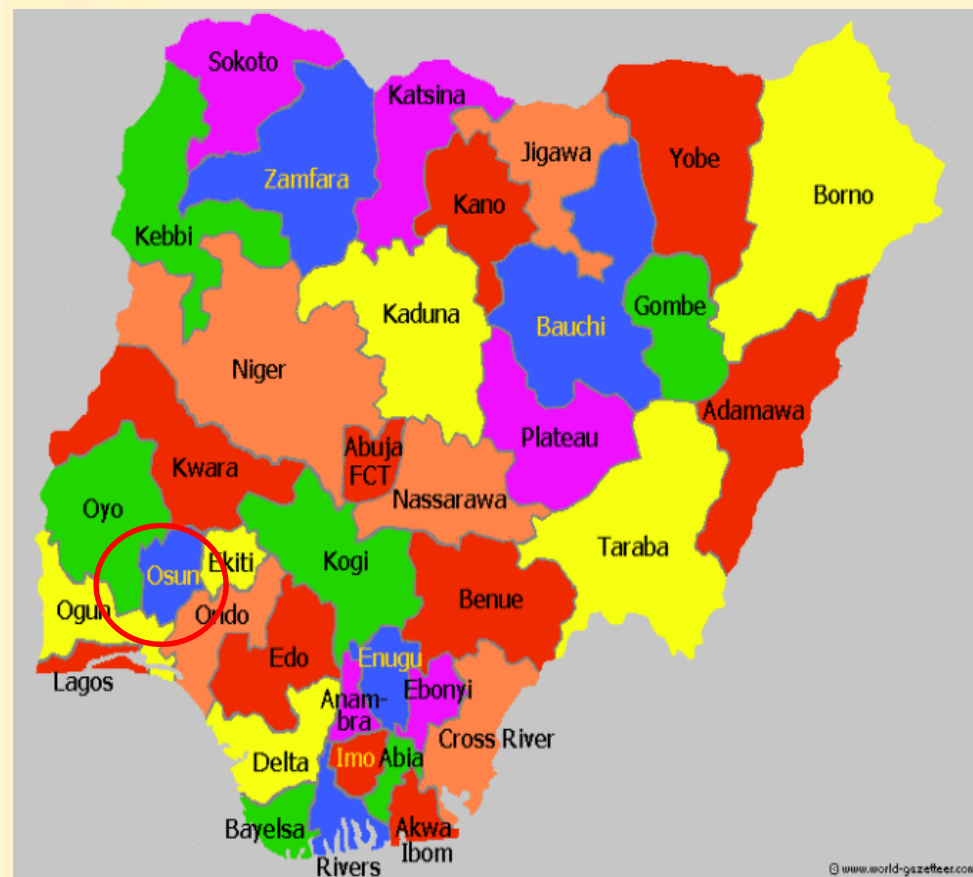 Sokoto
Katsina
Jigawa
Yobe
Zamfara
Kano
Borno
Kebbi
Gombe
Kaduna
Bauchi
Niger
Adamawa
Plateau
Abuja
FCT
Kwara
Nassarawa
Oyo
Taraba
Kogi
Osun
Ekiti
Benue
Ogun
Ondo
Edo
Enugu
Lagos
Anam-
bra
Ebonyi
Cross River
Delta
Imo
Abia
Bayelsa
Akwa
Ibom
Rivers
© www.world-gazetteer.com